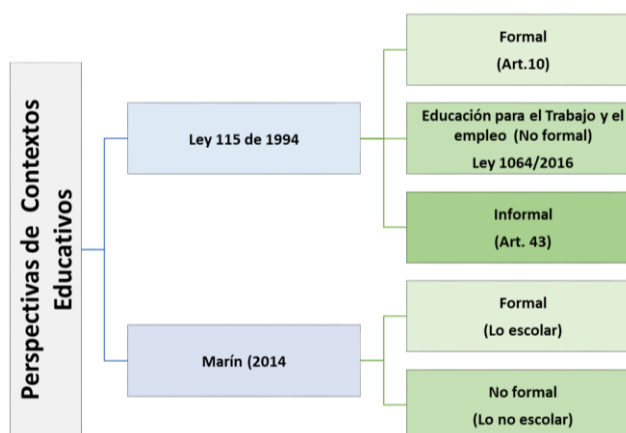 Perspectivas de Contextos
Educativos
Ley 115 de 1994
Formal
(Art.10)
Educación para el Trabajo y el
empleo (No formal)
Ley 1064/2016
Informal
(Art. 43)
Marín (2014
Formal
(Lo escolar)
No formal
(Lo no escolar)